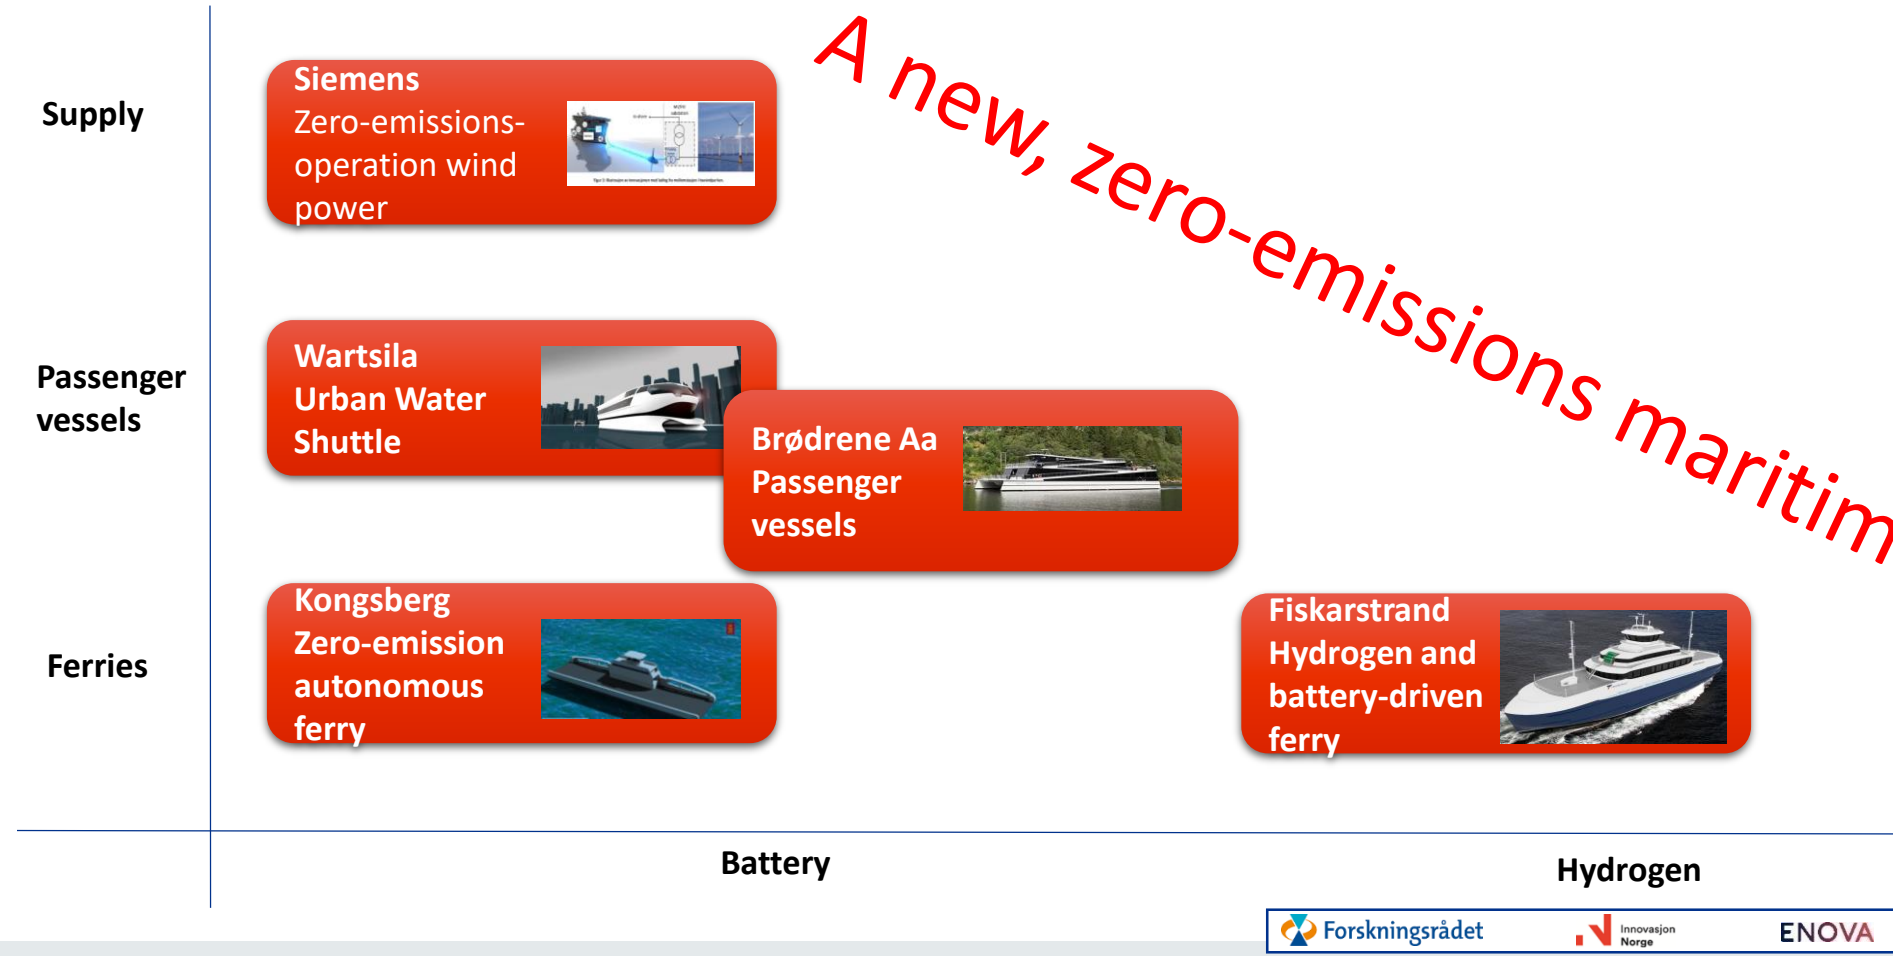 A new, zero-emissions maritim
Supply
Siemens
Zero-emissions-
operation wind
power
Passenger
vessels
Wartsila
Urban Water
Shuttle
Brødrene Aa
Passenger
vessels
Ferries
Kongsberg
Zero-emission
autonomous
ferry
Fiskarstrand
Hydrogen and
battery-driven
ferry
Battery
Hydrogen
Forskningsrådet
Innovasjon
Norge
ENOVA